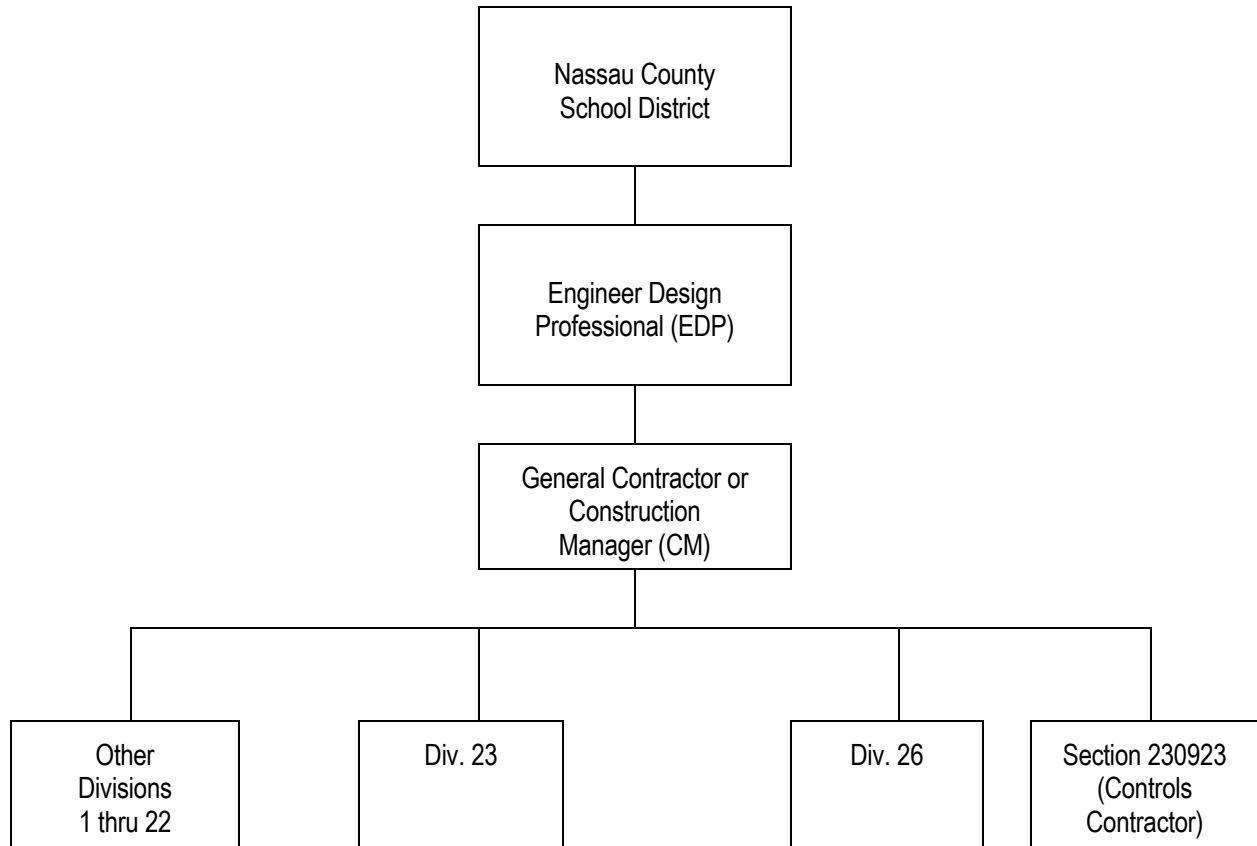 Nassau County
School District
Engineer Design
Professional (EDP)
General Contractor or
Construction
Manager (CM)
Other
Divisions
1 thru 22
Div. 23
Div. 26
Section 230923
(Controls
Contractor)